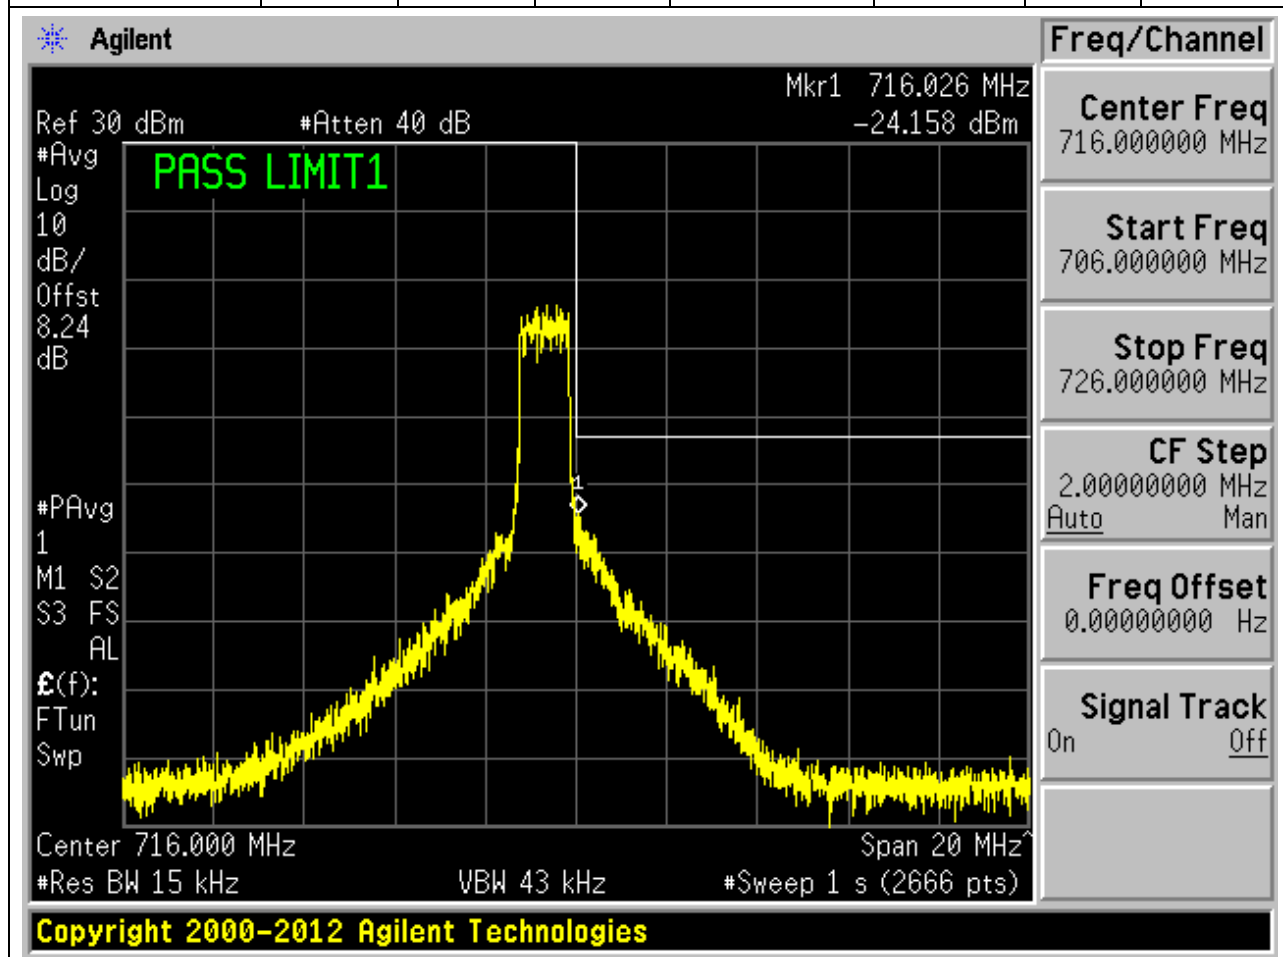 Agilent
Freq/Channel
Mkr1 716.026 MHz
Ref 30 dBm #Atten 40 dB -24.158 dBm
#Avg
Log
10
dB/
Offst
8.24
dB
PASS LIMIT1
1
#PAvg
1
M1 S2
S3 FS
AL
£(f):
FTun
Swp
Center 716.000 MHz Span 20 MHz^
#Res BW 15 kHz VBW 43 kHz #Sweep 1 s (2666 pts)
Center Freq
716.000000 MHz
Start Freq
706.000000 MHz
Stop Freq
726.000000 MHz
CF Step
2.00000000 MHz
Auto Man
Freq Offset
0.00000000 Hz
Signal Track
On Off
Copyright 2000-2012 Agilent Technologies